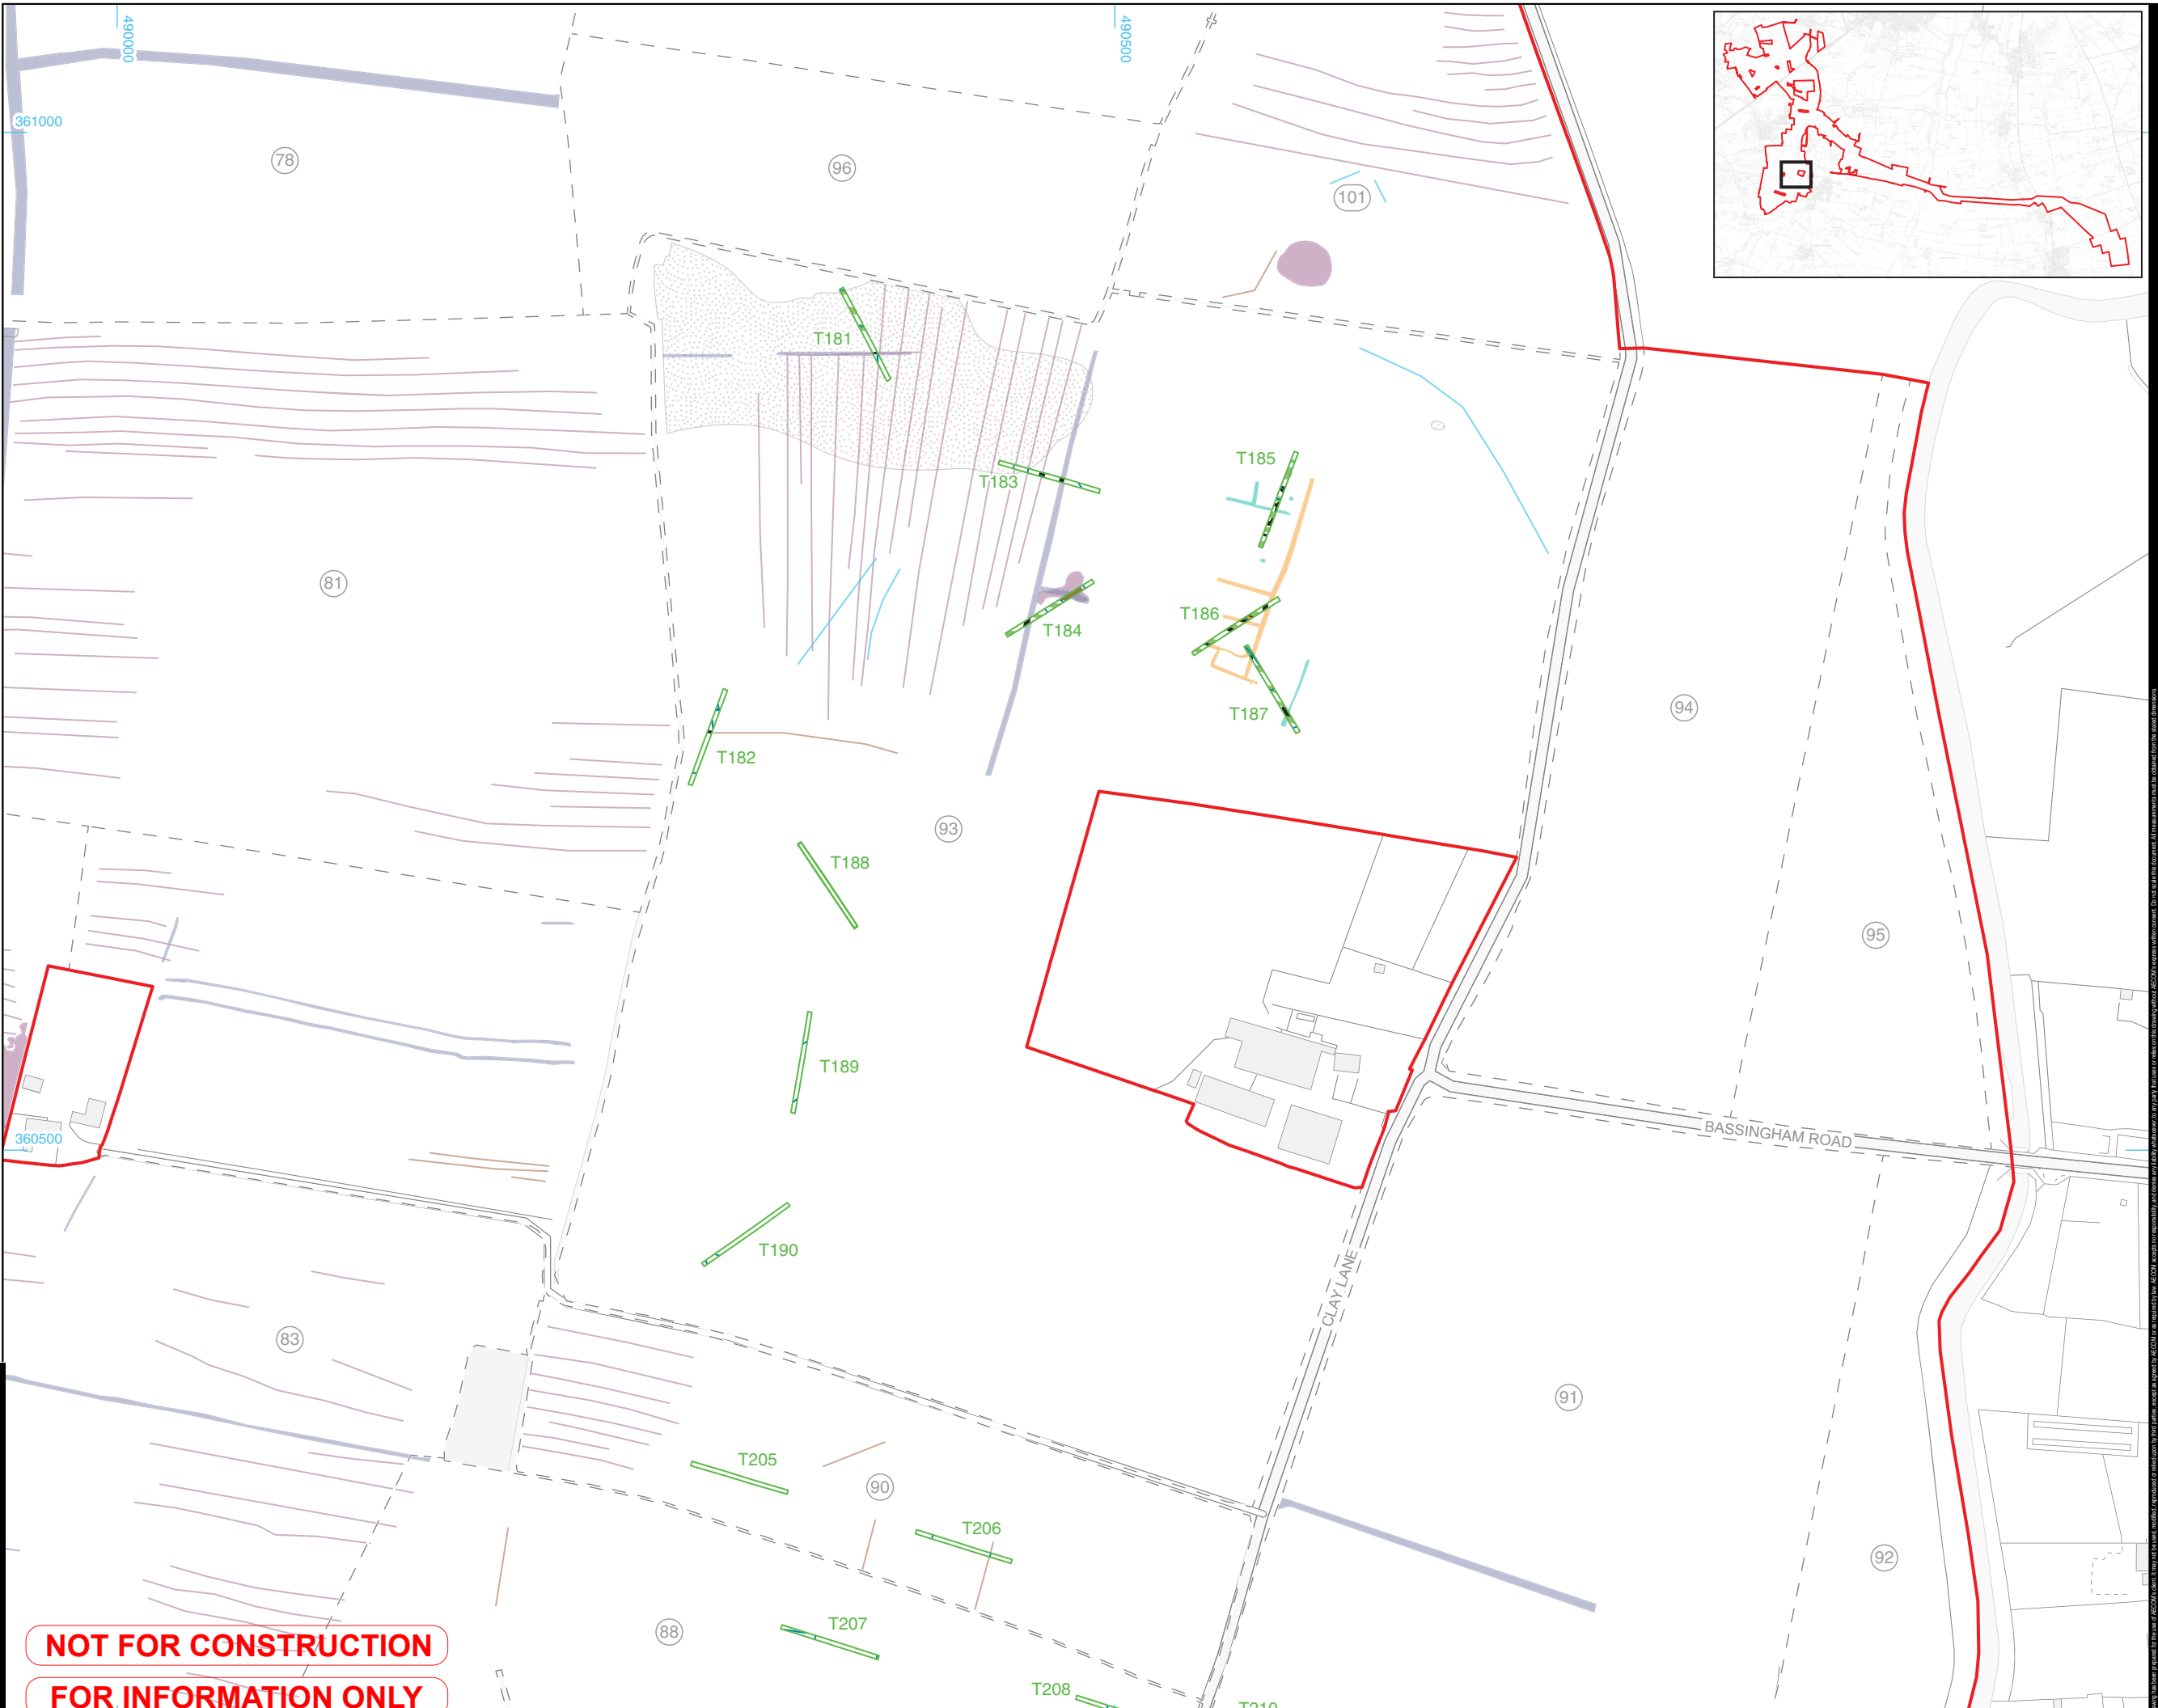 490000
490500
361000
78
96
101
T181
T183
T185
81
T184
T186
T187
94
T182
93
T188
95
T189
360500
BASSINGHAM ROAD
T190
CLAY LANE
83
91
T205
90
T206
92
T207
88
NOT FOR CONSTRUCTION
FOR INFORMATION ONLY
T208
T210